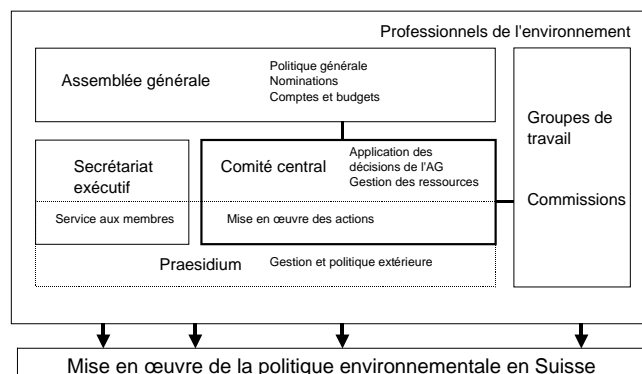 Professionnels de l'environnement
Assemblée générale
Politique générale
Nominations
Comptes et budgets
Groupes de
travail
Commissions
Secrétariat
exécutif
Service aux membres
Comité central
Application des
décisions de l'AG
Gestion des ressources
Mise en œuvre des actions
Praesidium
Gestion et politique extérieure
Mise en œuvre de la politique environnementale en Suisse